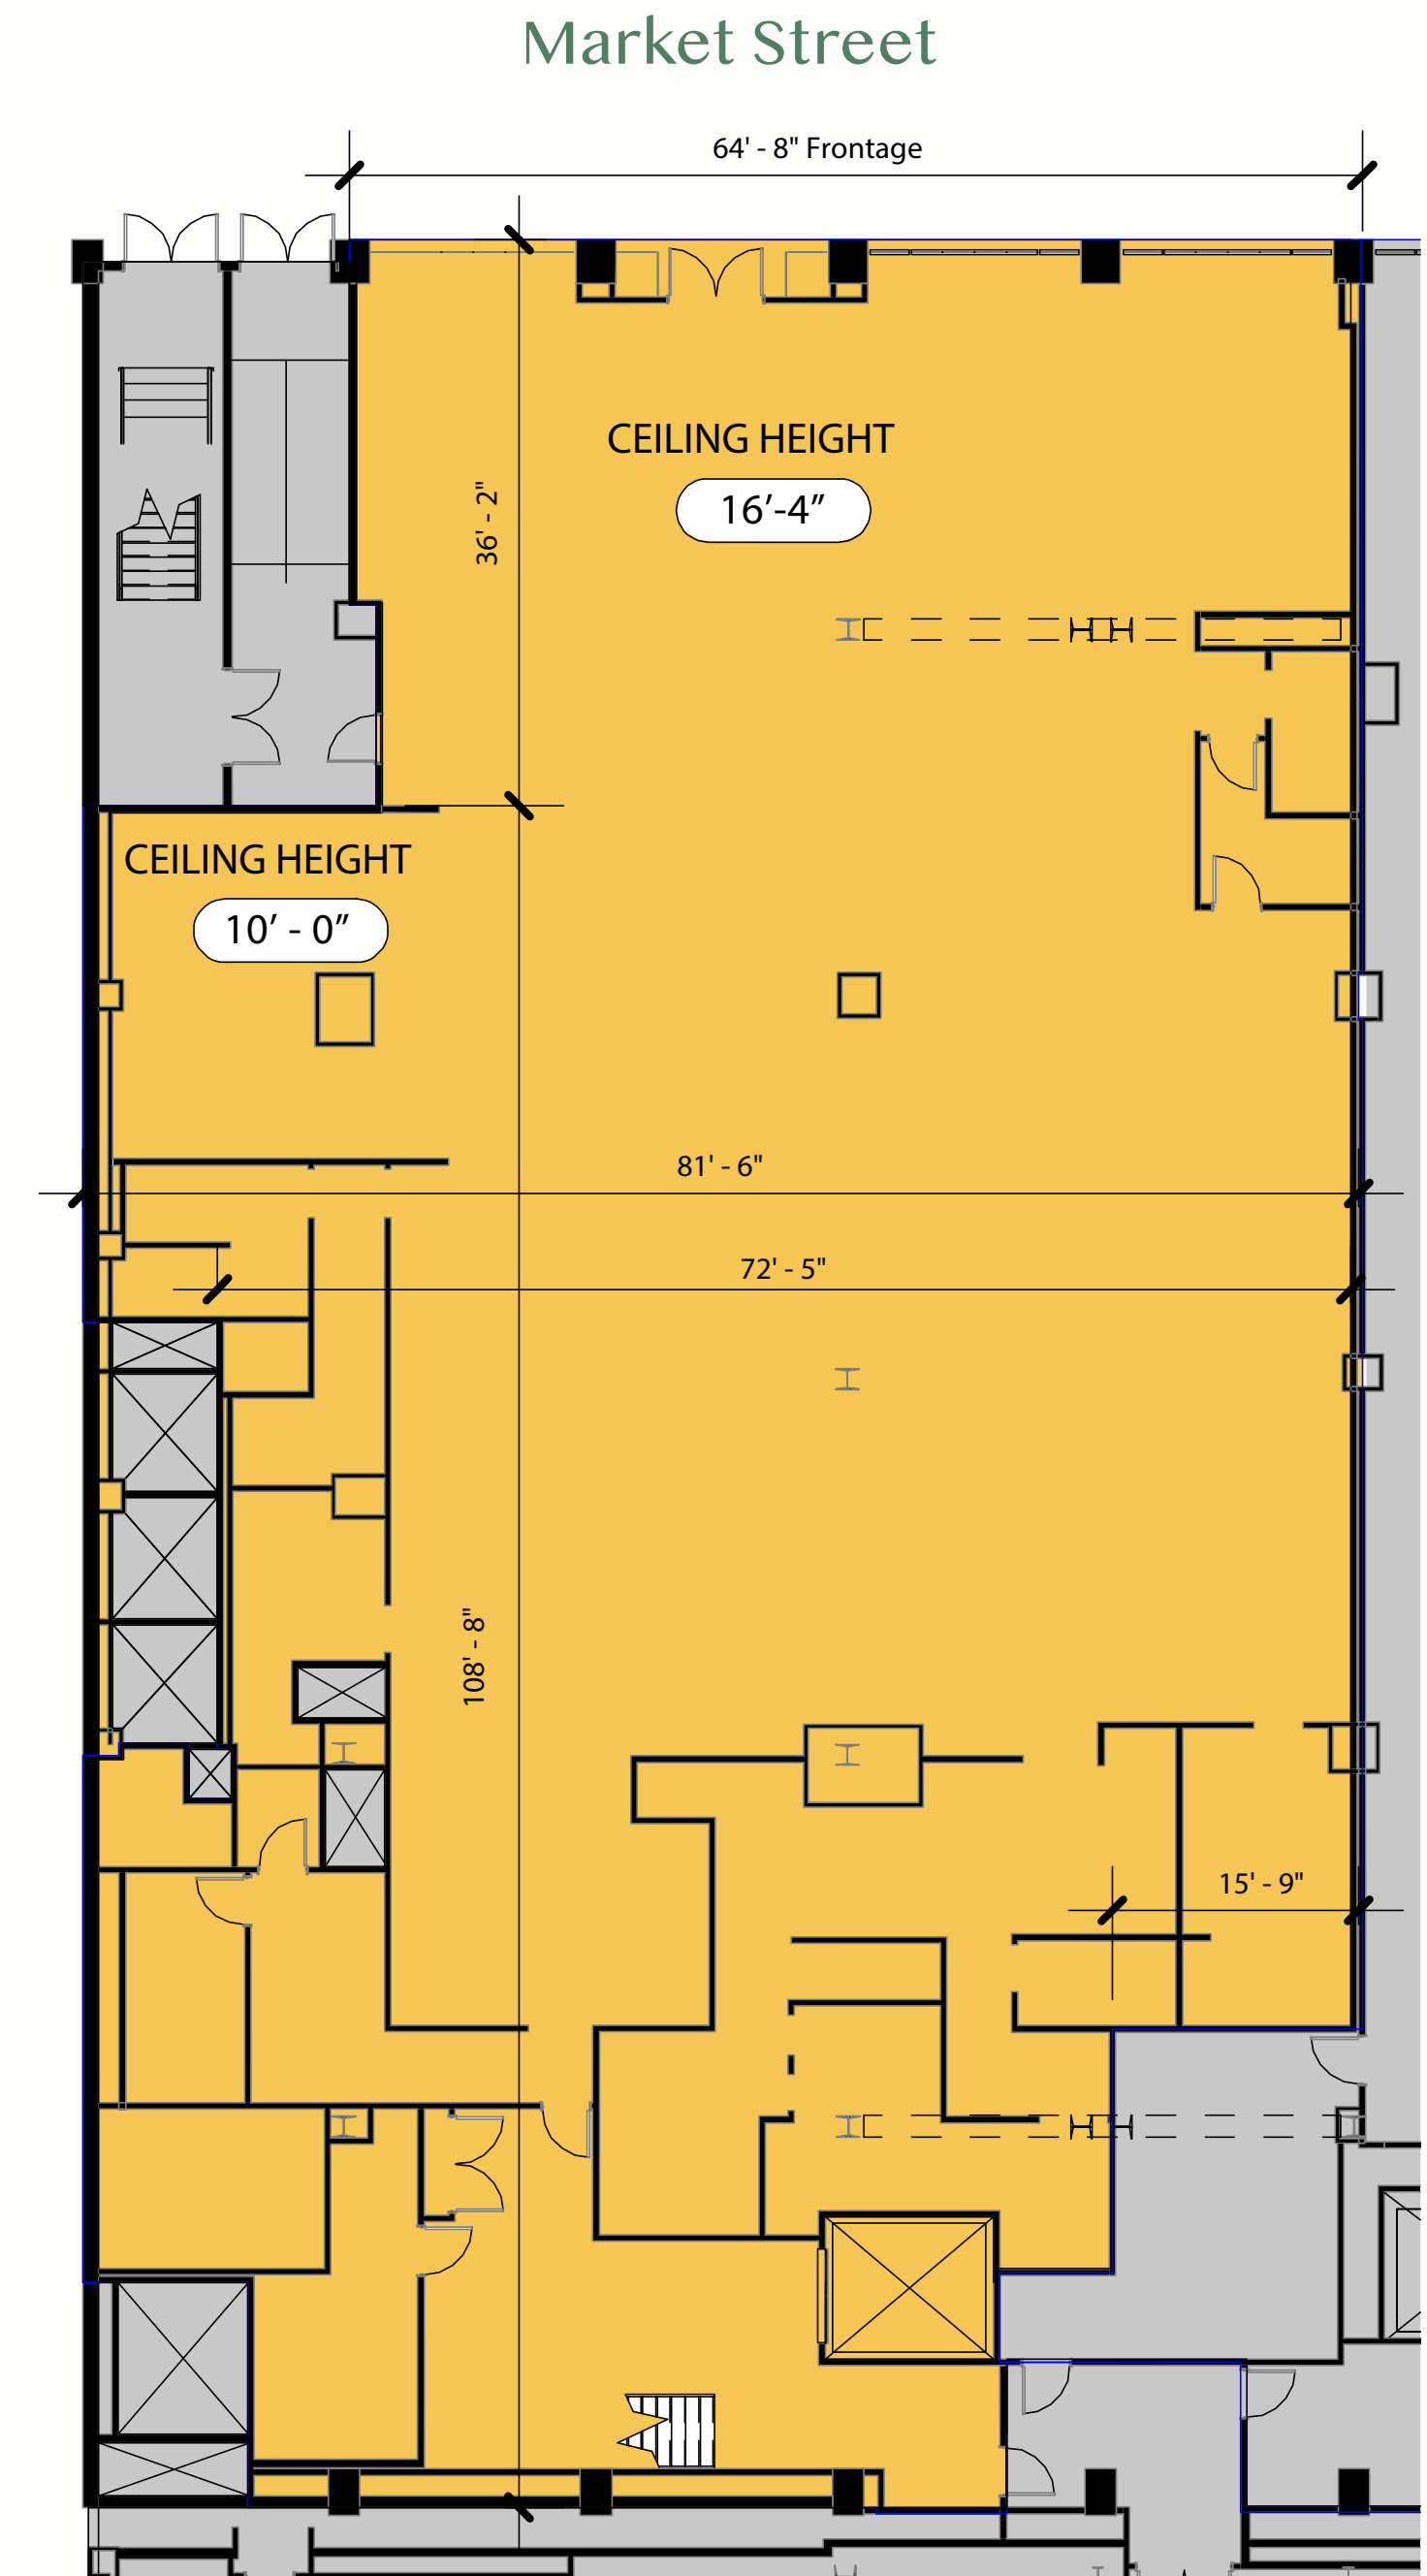 Market Street
64' - 8" Frontage
CEILING HEIGHT
16’-4”
36' - 2"
CEILING HEIGHT
10’ - 0”
81' - 6"
72' - 5"
108' - 8"
15' - 9"